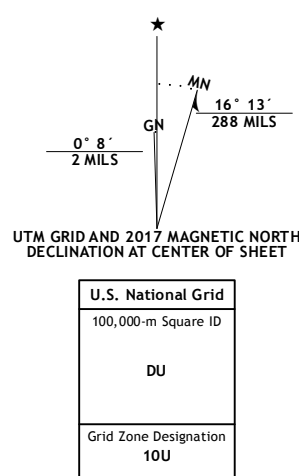 ★
MN
GN
16° 13´
288 MILS
0° 8´
2 MILS
UTM GRID AND 2017 MAGNETIC NORTH
DECLINATION AT CENTER OF SHEET
U.S. National Grid
100,000-m Square ID
DU
Grid Zone Designation
10U